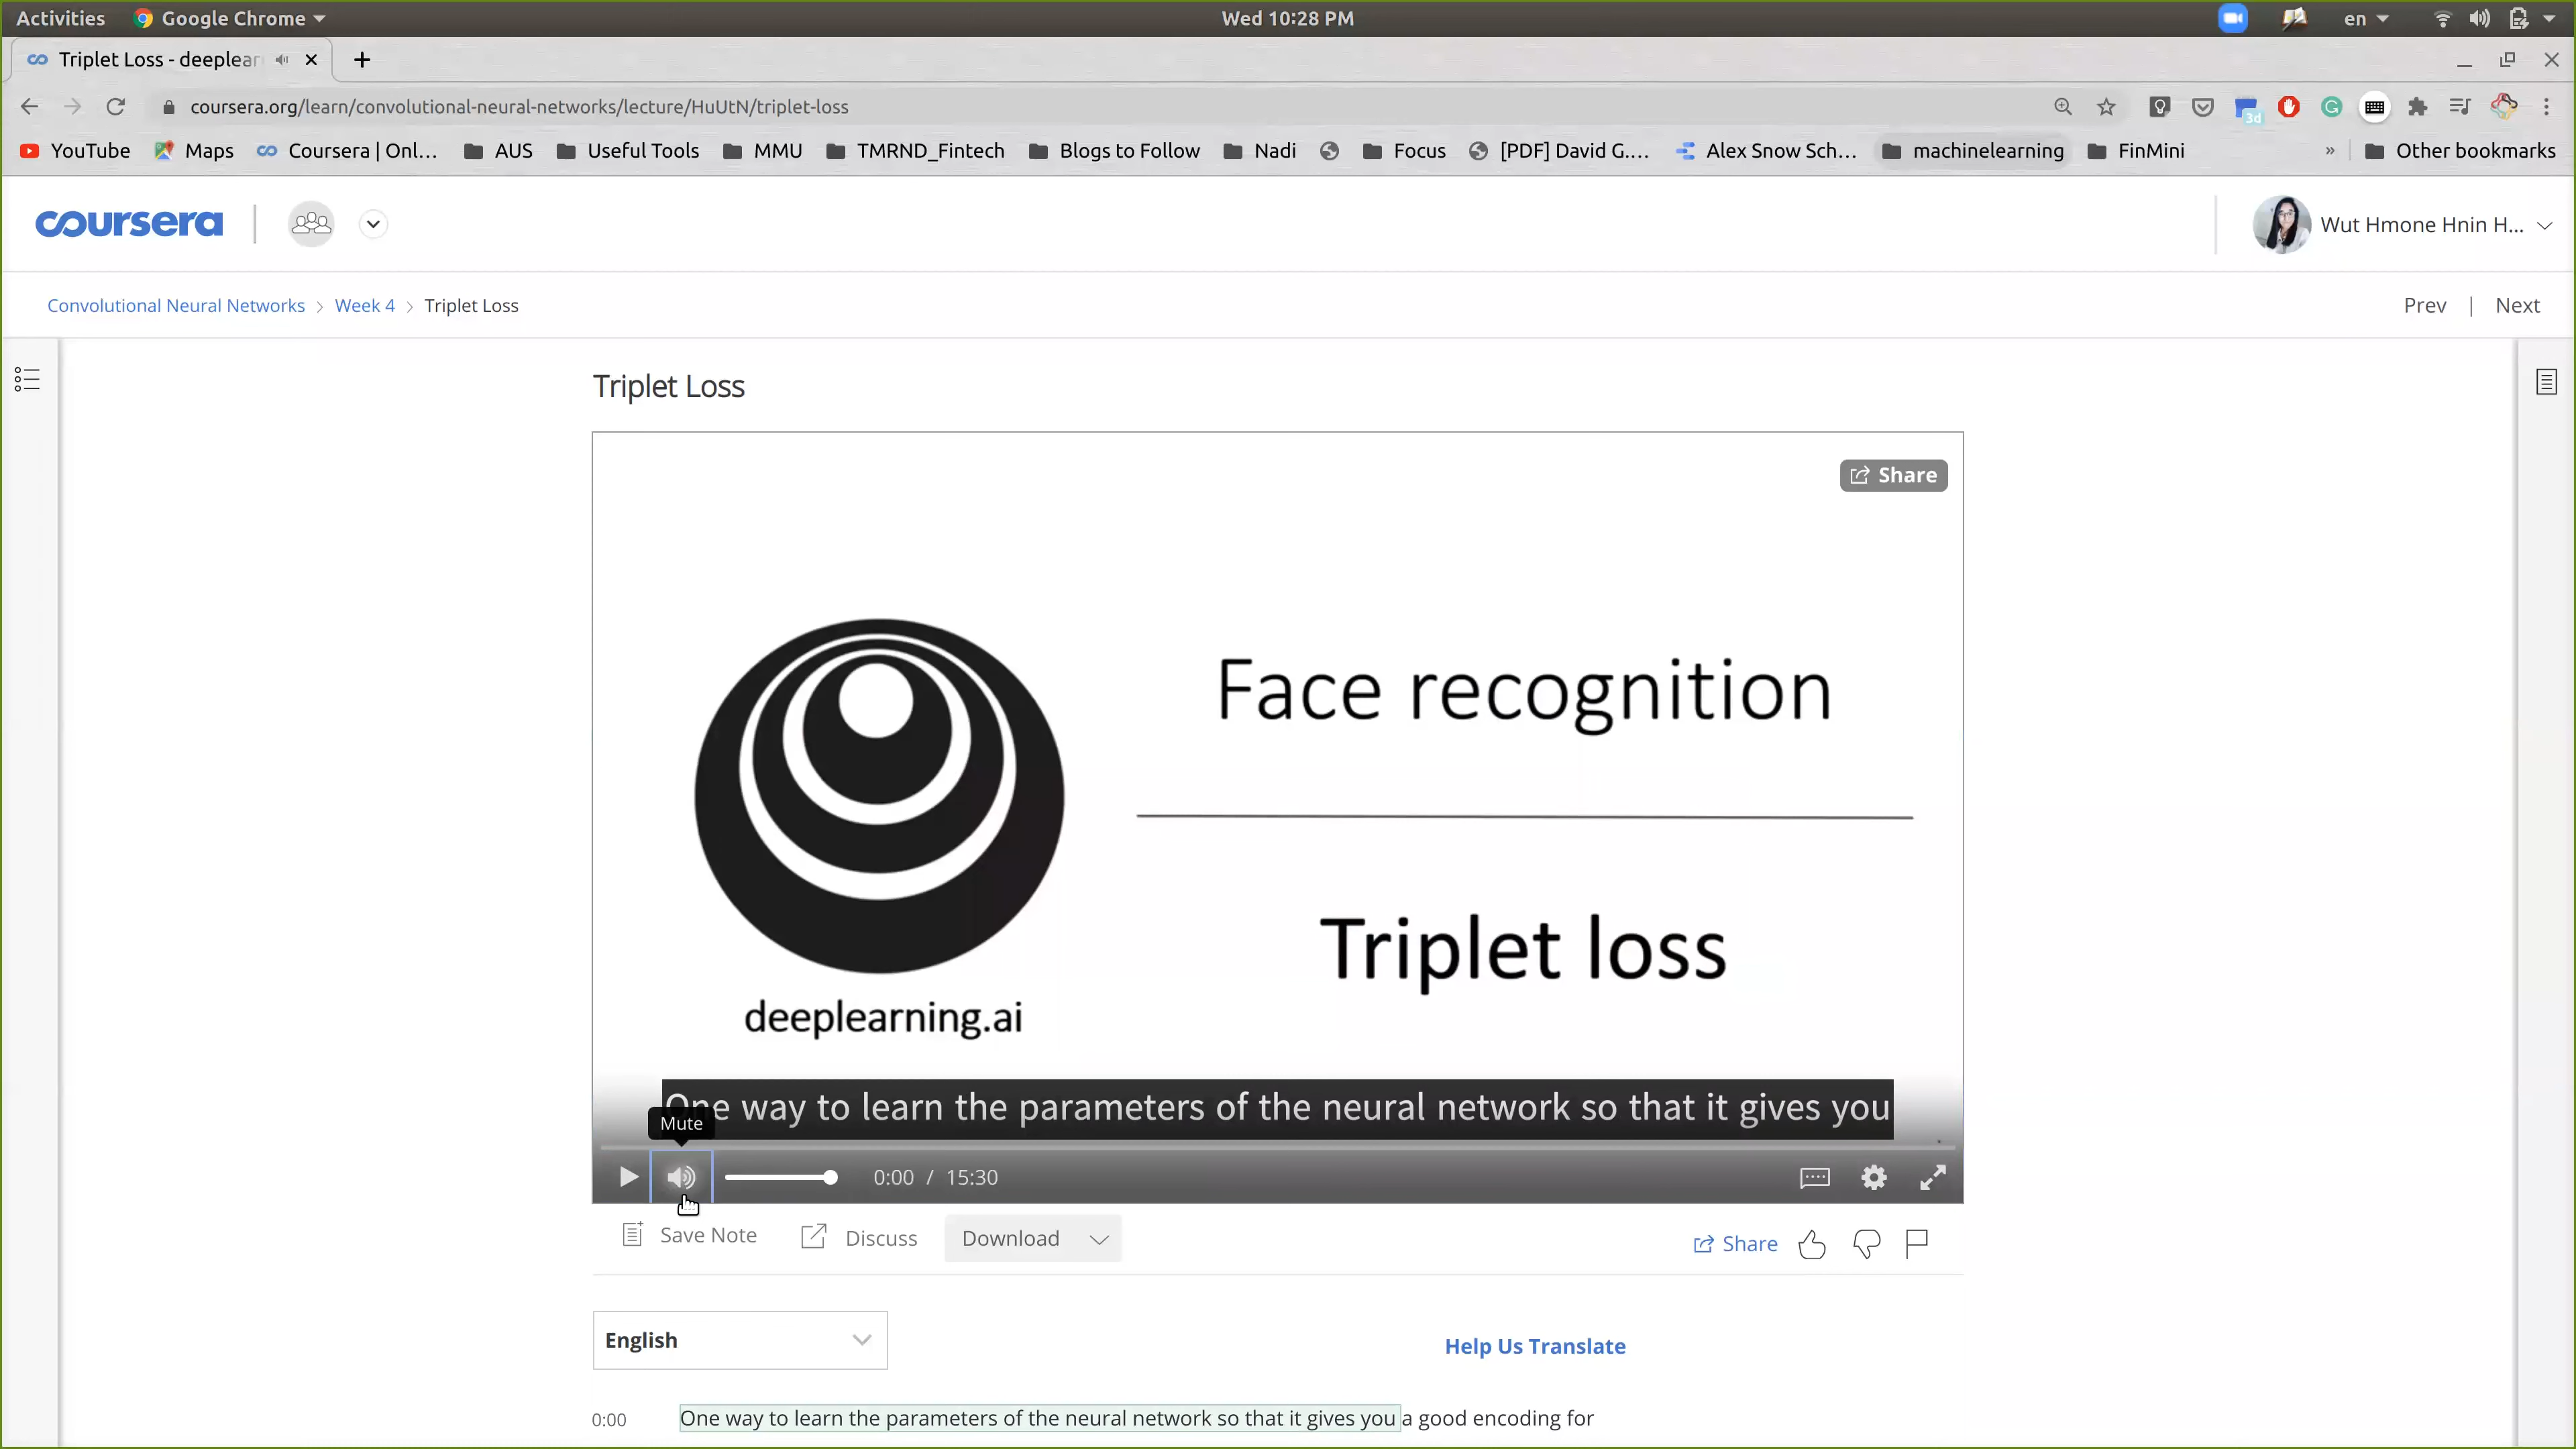 Activities Google Chrome Wed 10:28 PM en
Triplet Loss - deeplear
coursera.org/learn/convolutional-neural-networks/lecture/HuUtN/triplet-loss
3d
YouTube Maps Coursera | Onl... AUS Useful Tools MMU TMRND_Fintech Blogs to Follow Nadi Focus [PDF] David G.... Alex Snow Sch... machinelearning FinMini » Other bookmarks
coursera Wut Hmone Hnin H...
Convolutional Neural Networks > Week 4 > Triplet Loss Prev | Next
Triplet Loss
Share
Face recognition
Triplet loss
deeplearning.ai
One way to learn the parameters of the neural network so that it gives you
Mute
0:00 / 15:30
Save Note Discuss Download Share
English Help Us Translate
0:00 One way to learn the parameters of the neural network so that it gives you a good encoding for